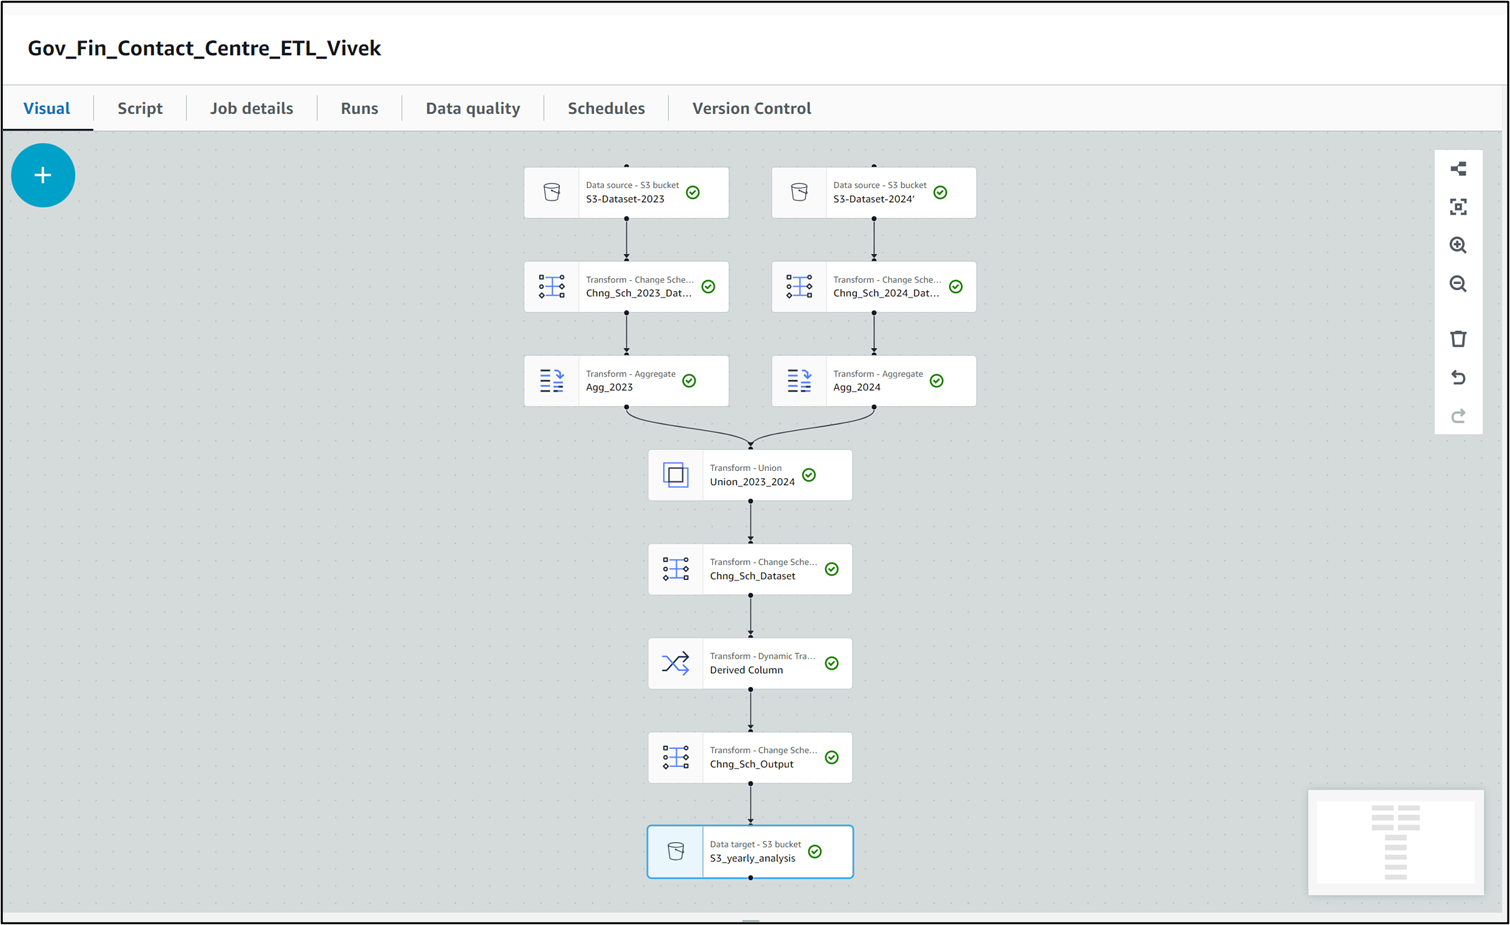 Gov_Fin_Contact_Centre_ETL_Vivek
Visual
Script
Job details
Runs
Data quality
Schedules
Version Control
Data source - S3 bucket
S3-Dataset-2023
Data source - S3 bucket
S3-Dataset-2024'
Transform - Change Sche...
Chng_Sch_2023_Dat...
Transform - Change Sche...
Chng_Sch_2024_Dat...
Transform - Aggregate
Agg_2023
Transform - Aggregate
Agg_2024
Transform - Union
Union_2023_2024
Transform - Change Sche...
Chng_Sch_Dataset
Transform - Dynamic Tra...
Derived Column
Transform - Change Sche...
Chng_Sch_Output
Data target - S3 bucket
S3_yearly_analysis